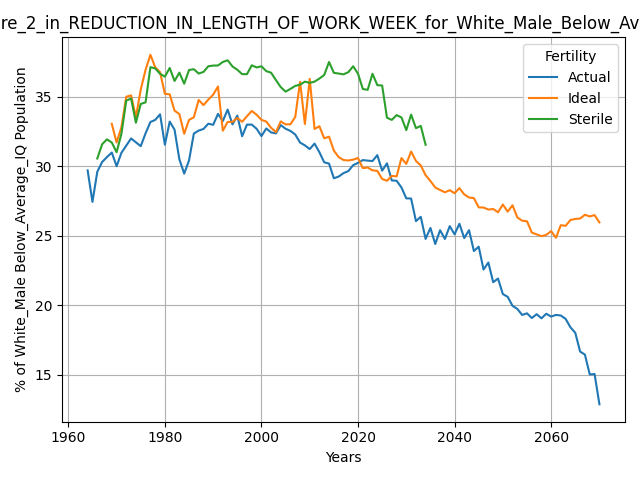 re_2_in_REDUCTION_IN_LENGTH_OF_WORK_WEEK_for_White_Male_Below_Av
% of White_Male Below_Average_IQ Population
35
30
25
20
15
1960
1980
2000
2020
2040
2060
Years
Fertility
Actual
Ideal
Sterile